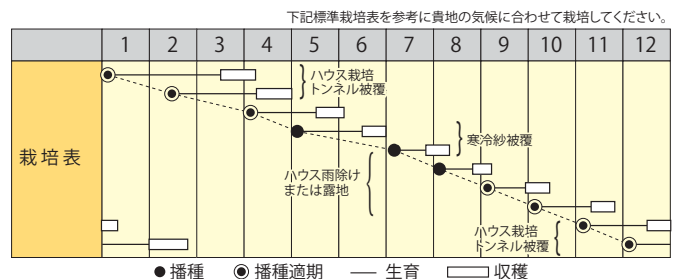 下記標準栽培表を参考に貴地の気候に合わせて栽培してください。
1 2 3 4 5 6 7 8 9 10 11 12
栽培表
ハウス栽培
トンネル被覆
寒冷紗被覆
ハウス雨除け
または露地
ハウス栽培
トンネル被覆
播種 播種適期 生育 収穫